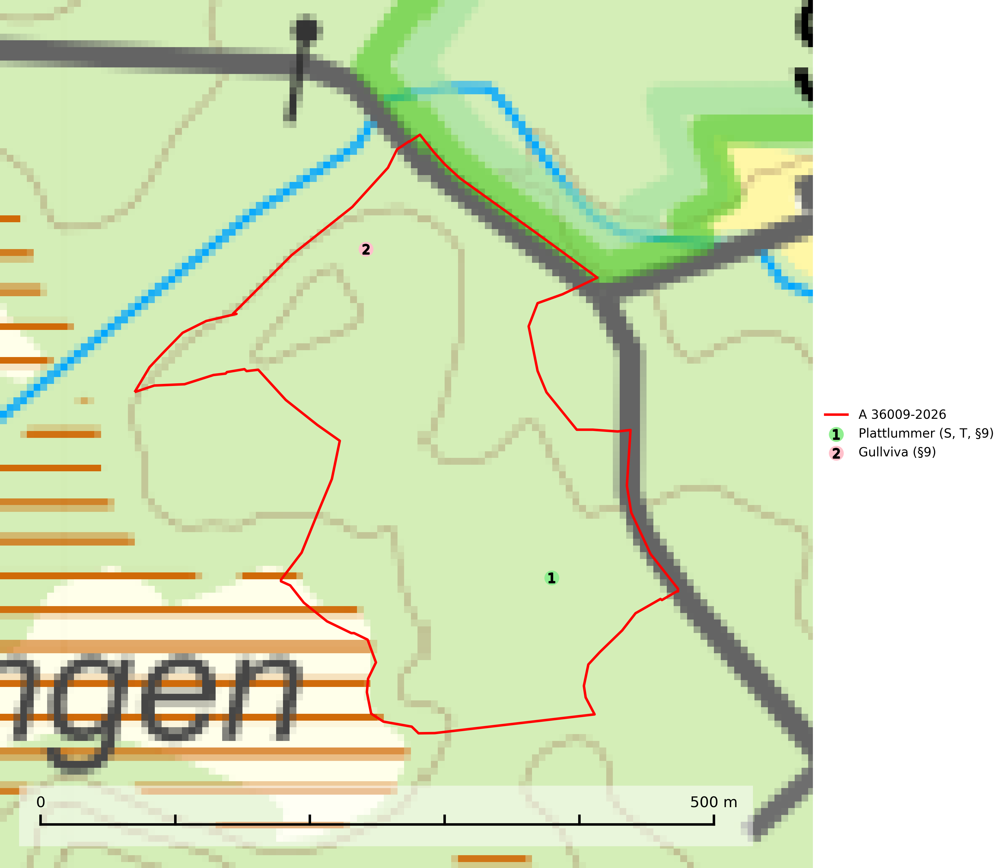 2
A 36009-2026
1 Plattlummer (S, T, §9)
2 Gullviva (§9)
1
ngen
0 500 m